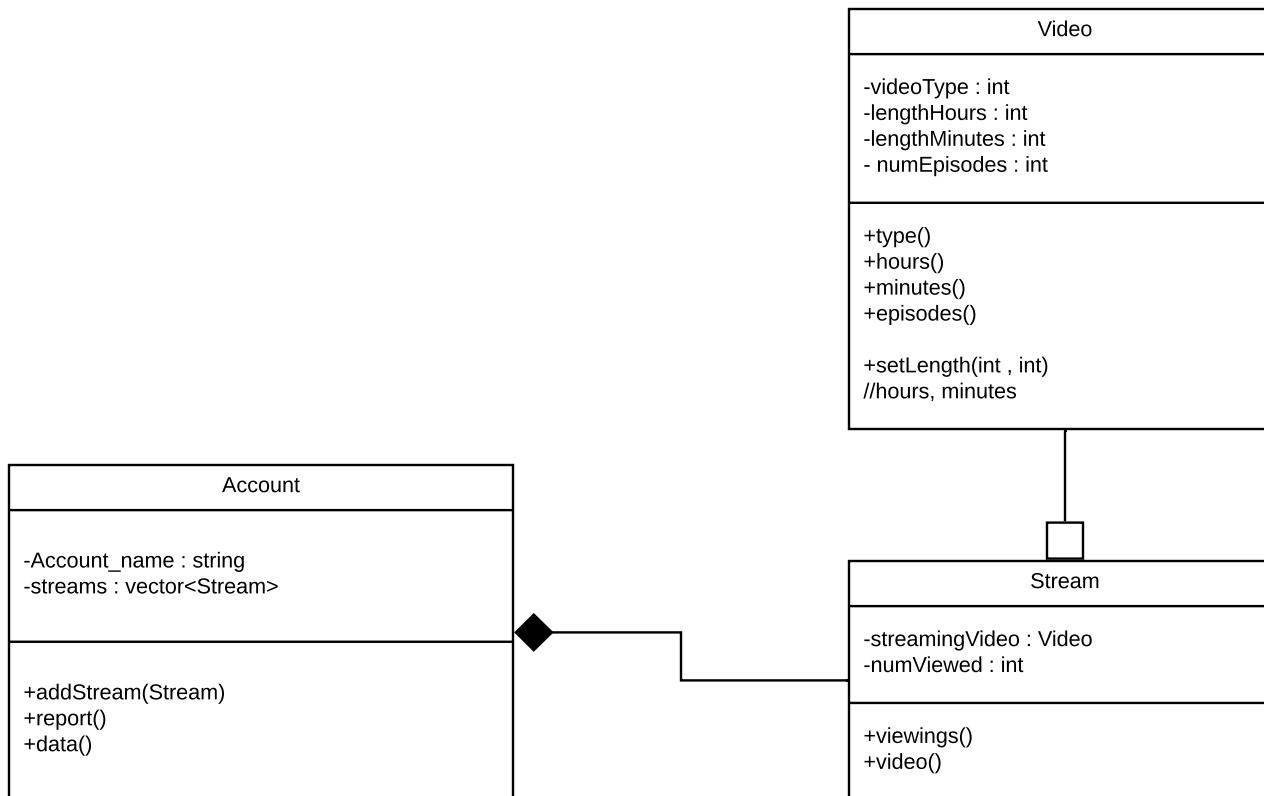 Video
-videoType : int
-lengthHours : int
-lengthMinutes : int
- numEpisodes : int
+type()
+hours()
+minutes()
+episodes()
+setLength(int , int)
//hours, minutes
Account
-Account_name : string
-streams : vector<Stream>
+addStream(Stream)
+report()
+data()
Stream
-streamingVideo : Video
-numViewed : int
+viewings()
+video()